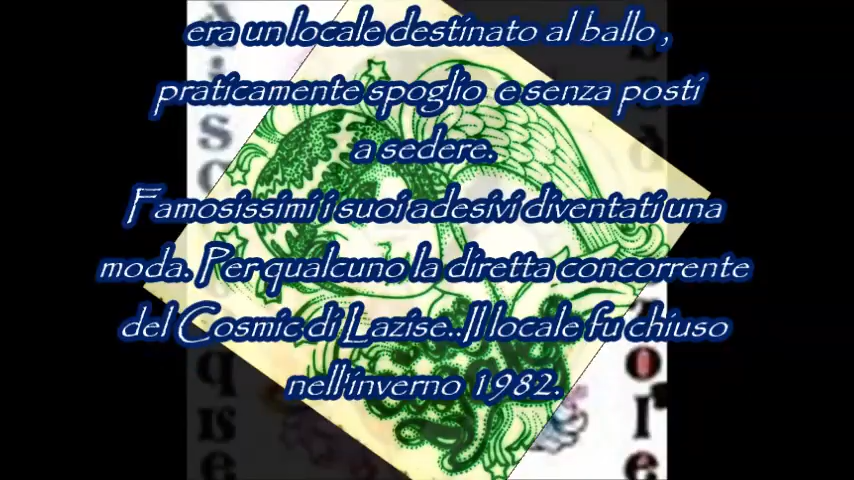 era un locale destinato al ballo ,
praticamente spoglio e senza posti
a sedere.
Famosissimi i suoi adesivi diventati una
moda. Per qualcuno la diretta concorrente
del Cosmic di Lazise..Il locale fu chiuso
nell'inverno 1982.